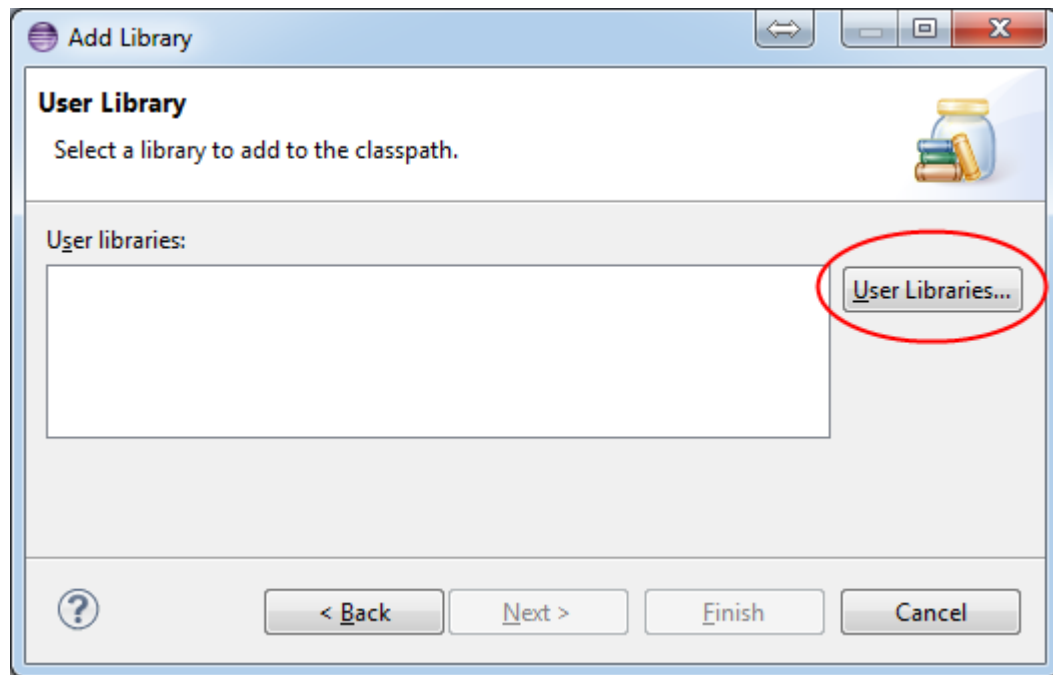 Add Library
User Library
Select a library to add to the classpath.
User libraries:
User Libraries...
< Back
Next >
Finish
Cancel